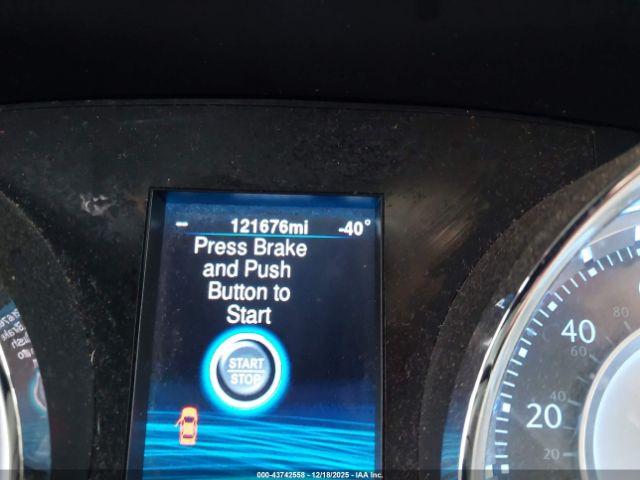 -- 121676mi -40°
Press Brake
and Push
Button to
Start
START
STOP
40
80
60
20
20
000-43742558 - 12/18/2025 - IAA Inc.